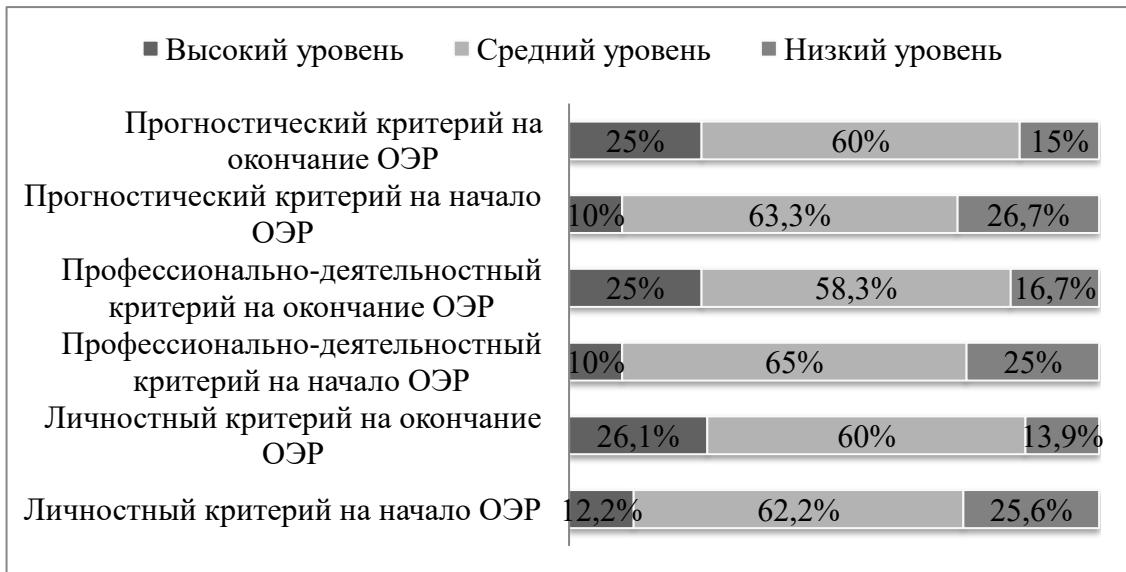 Высокий уровень Средний уровень Низкий уровень
Прогностический критерий на
окончание ОЭР
25% 60% 15%
Прогностический критерий на начало
ОЭР
10% 63,3% 26,7%
Профессионально-деятельностный
критерий на окончание ОЭР
25% 58,3% 16,7%
Профессионально-деятельностный
критерий на начало ОЭР
10% 65% 25%
Личностный критерий на окончание
ОЭР
26,1% 60% 13,9%
Личностный критерий на начало ОЭР
12,2% 62,2% 25,6%